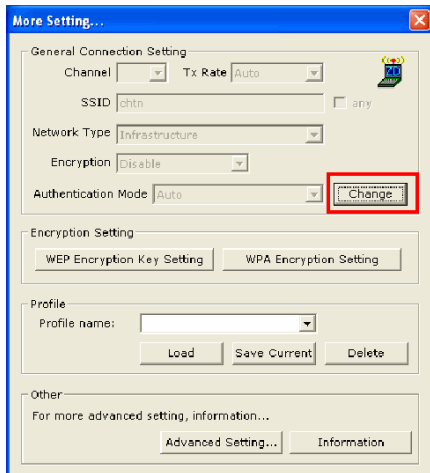 More Setting...
General Connection Setting
Channel Tx Rate Auto
SSID chtn any
Network Type Infrastructure
Encryption Disable
Authentication Mode Auto Change
Encryption Setting
WEP Encryption Key Setting WPA Encryption Setting
Profile
Profile name:
Load Save Current Delete
Other
For more advanced setting, information...
Advanced Setting... Information
ZD